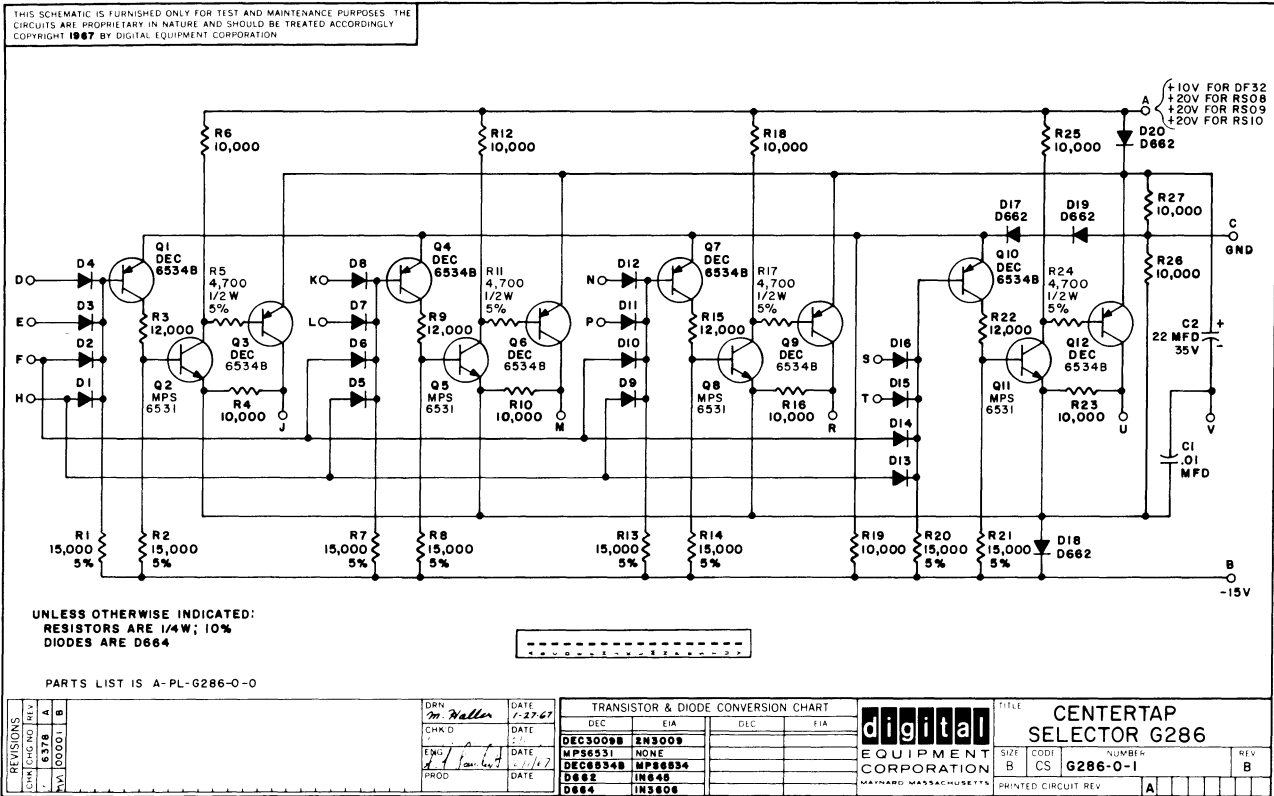 THIS SCHEMATIC IS FURNISHED ONLY FOR TEST AND MAINTENANCE PURPOSES. THE
CIRCUITS ARE PROPRIETARY IN NATURE AND SHOULD BE TREATED ACCORDINGLY
COPYRIGHT 1967 BY DIGITAL EQUIPMENT CORPORATION
A
+10V FOR DF32
+20V FOR RS08
+20V FOR RS09
+20V FOR RS10
R6
10,000
R12
10,000
R18
10,000
R25
10,000
D20
D662
R27
10,000
D17
D662
D19
D662
C
GND
R26
10,000
Q1
DEC
6534B
Q4
DEC
6534B
Q7
DEC
6534B
Q10
DEC
6534B
D
D4
E
D3
F
D2
H
D1
K
D8
L
D7
D6
D5
N
D12
P
D11
D10
D9
S
D16
T
D15
D14
D13
R5
4,700
1/2W
5%
R11
4,700
1/2W
5%
R17
4,700
1/2W
5%
R24
4,700
1/2W
5%
R3
12,000
R9
12,000
R15
12,000
R22
12,000
Q3
DEC
6534B
Q6
DEC
6534B
Q9
DEC
6534B
Q12
DEC
6534B
C2
22 MFD
35V
+
-
Q2
MPS
6531
Q5
MPS
6531
Q8
MPS
6531
Q11
MPS
6531
R4
10,000
R10
10,000
R16
10,000
R23
10,000
J
M
R
U
V
C1
.01
MFD
R1
15,000
5%
R2
15,000
5%
R7
15,000
5%
R8
15,000
5%
R13
15,000
5%
R14
15,000
5%
R19
10,000
R20
15,000
5%
R21
15,000
5%
D18
D662
B
-15V
UNLESS OTHERWISE INDICATED:
RESISTORS ARE 1/4W; 10%
DIODES ARE D664
PARTS LIST IS A-PL-G286-0-0
REVISIONS
CHK CHG NO REV
6378 A
00001 B
DRN
M. Haller
DATE
1-27-67
CHK'D
DATE
ENG
DATE
PROD
DATE
TRANSISTOR & DIODE CONVERSION CHART
DEC EIA DEC EIA
DEC3009B 2N3009
MPS6531 NONE
DEC6534B MPS6534
D662 IN645
D664 IN3606
digital
EQUIPMENT
CORPORATION
MAYNARD MASSACHUSETTS
TITLE
CENTERTAP
SELECTOR G286
SIZE CODE NUMBER REV
B CS G286-0-1 B
PRINTED CIRCUIT REV A